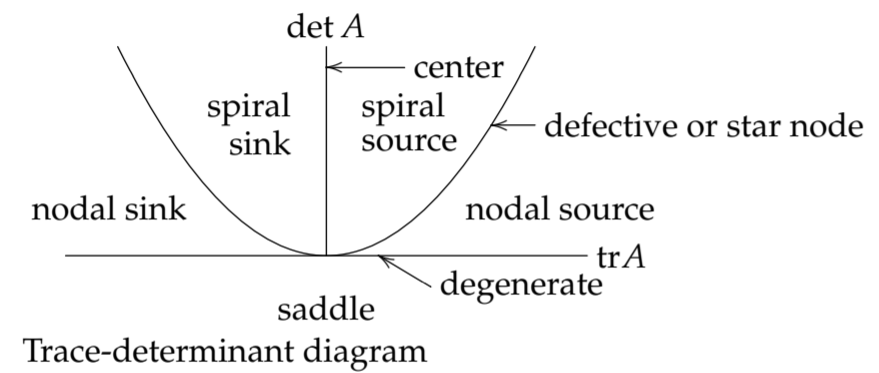 det A
center
spiral
sink
spiral
source
defective or star node
nodal sink
nodal source
tr A
degenerate
saddle
Trace-determinant diagram